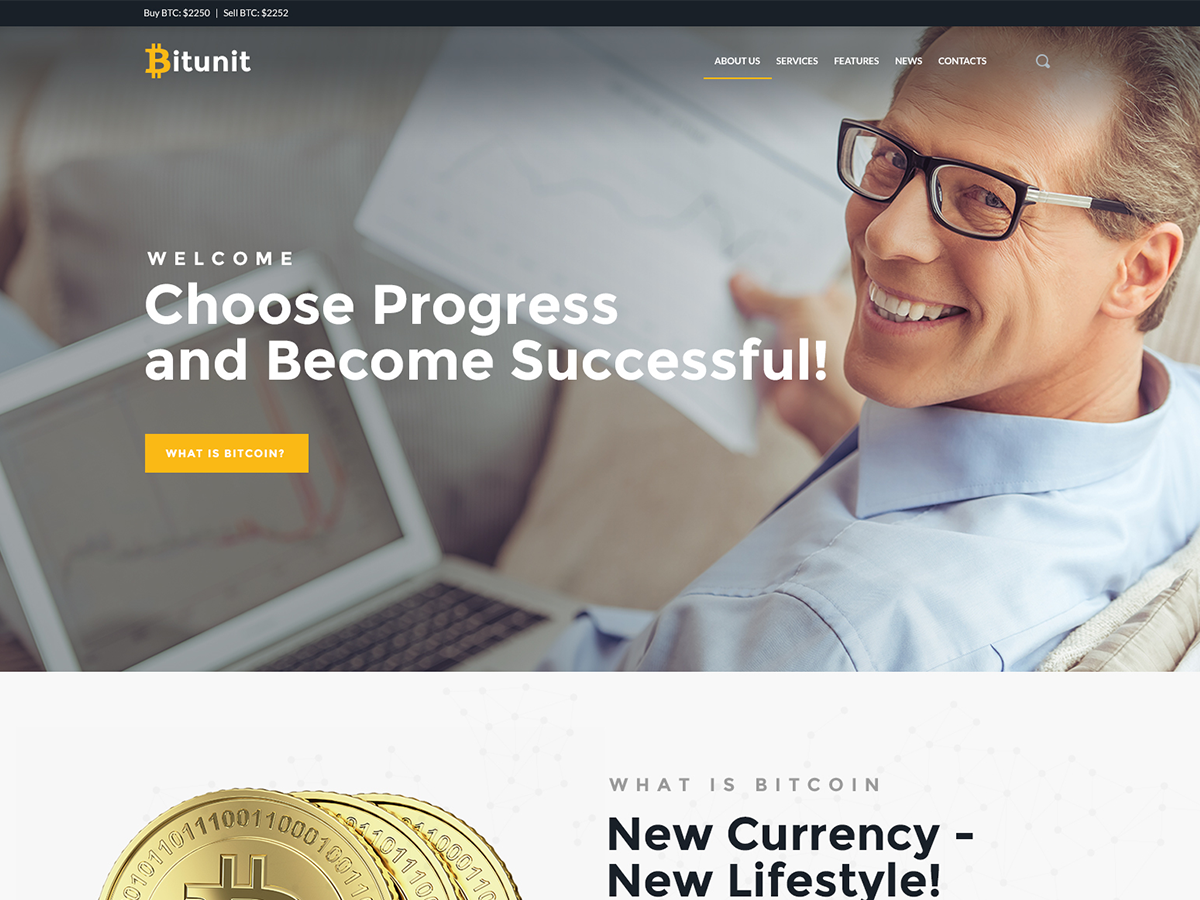 Buy BTC: $2250 | Sell BTC: $2252
Bitunit
ABOUT US SERVICES FEATURES NEWS CONTACTS
WELCOME
Choose Progress
and Become Successful!
WHAT IS BITCOIN?
WHAT IS BITCOIN
New Currency -
New Lifestyle!